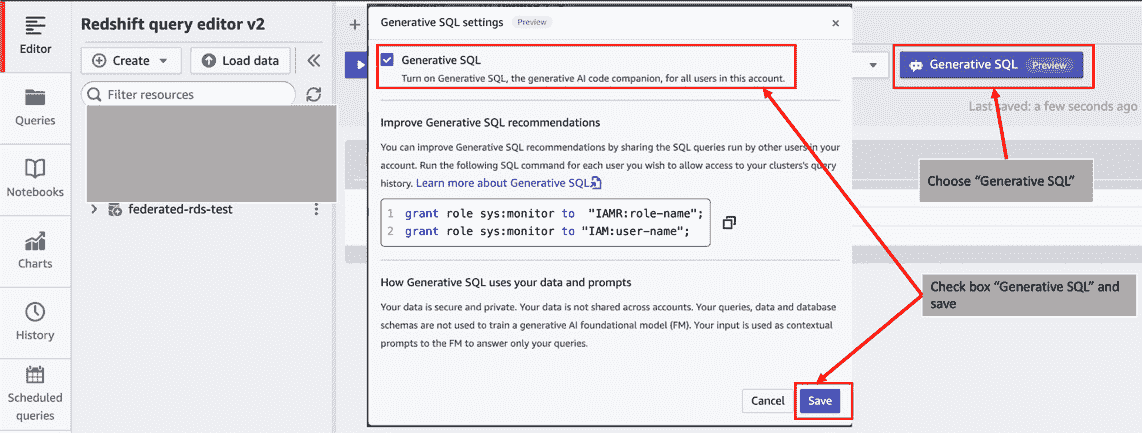 Editor
Queries
Notebooks
Charts
History
Scheduled
queries
Redshift query editor v2
Create
Load data
Filter resources
federated-rds-test
Generative SQL settings Preview
Generative SQL
Turn on Generative SQL, the generative AI code companion, for all users in this account.
Improve Generative SQL recommendations
You can improve Generative SQL recommendations by sharing the SQL queries run by other users in your
account. Run the following SQL command for each user you wish to allow access to your clusters's query
history. Learn more about Generative SQL
1 grant role sys:monitor to "IAMR:role-name";
2 grant role sys:monitor to "IAM:user-name";
How Generative SQL uses your data and prompts
Your data is secure and private. Your data is not shared across accounts. Your queries, data and database
schemas are not used to train a generative AI foundational model (FM). Your input is used as contextual
prompts to the FM to answer only your queries.
Cancel Save
Generative SQL Preview
Last saved: a few seconds ago
Choose “Generative SQL”
Check box “Generative SQL” and
save